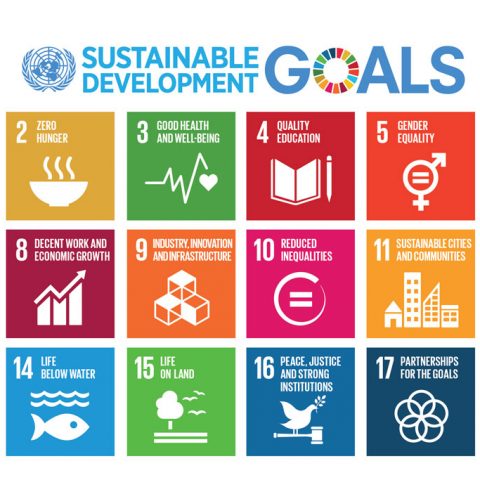 SUSTAINABLE
DEVELOPMENT
GOALS
2 ZERO
HUNGER
3 GOOD HEALTH
AND WELL-BEING
4 QUALITY
EDUCATION
5 GENDER
EQUALITY
8 DECENT WORK AND
ECONOMIC GROWTH
9 INDUSTRY, INNOVATION
AND INFRASTRUCTURE
10 REDUCED
INEQUALITIES
11 SUSTAINABLE CITIES
AND COMMUNITIES
14 LIFE
BELOW WATER
15 LIFE
ON LAND
16 PEACE, JUSTICE
AND STRONG
INSTITUTIONS
17 PARTNERSHIPS
FOR THE GOALS